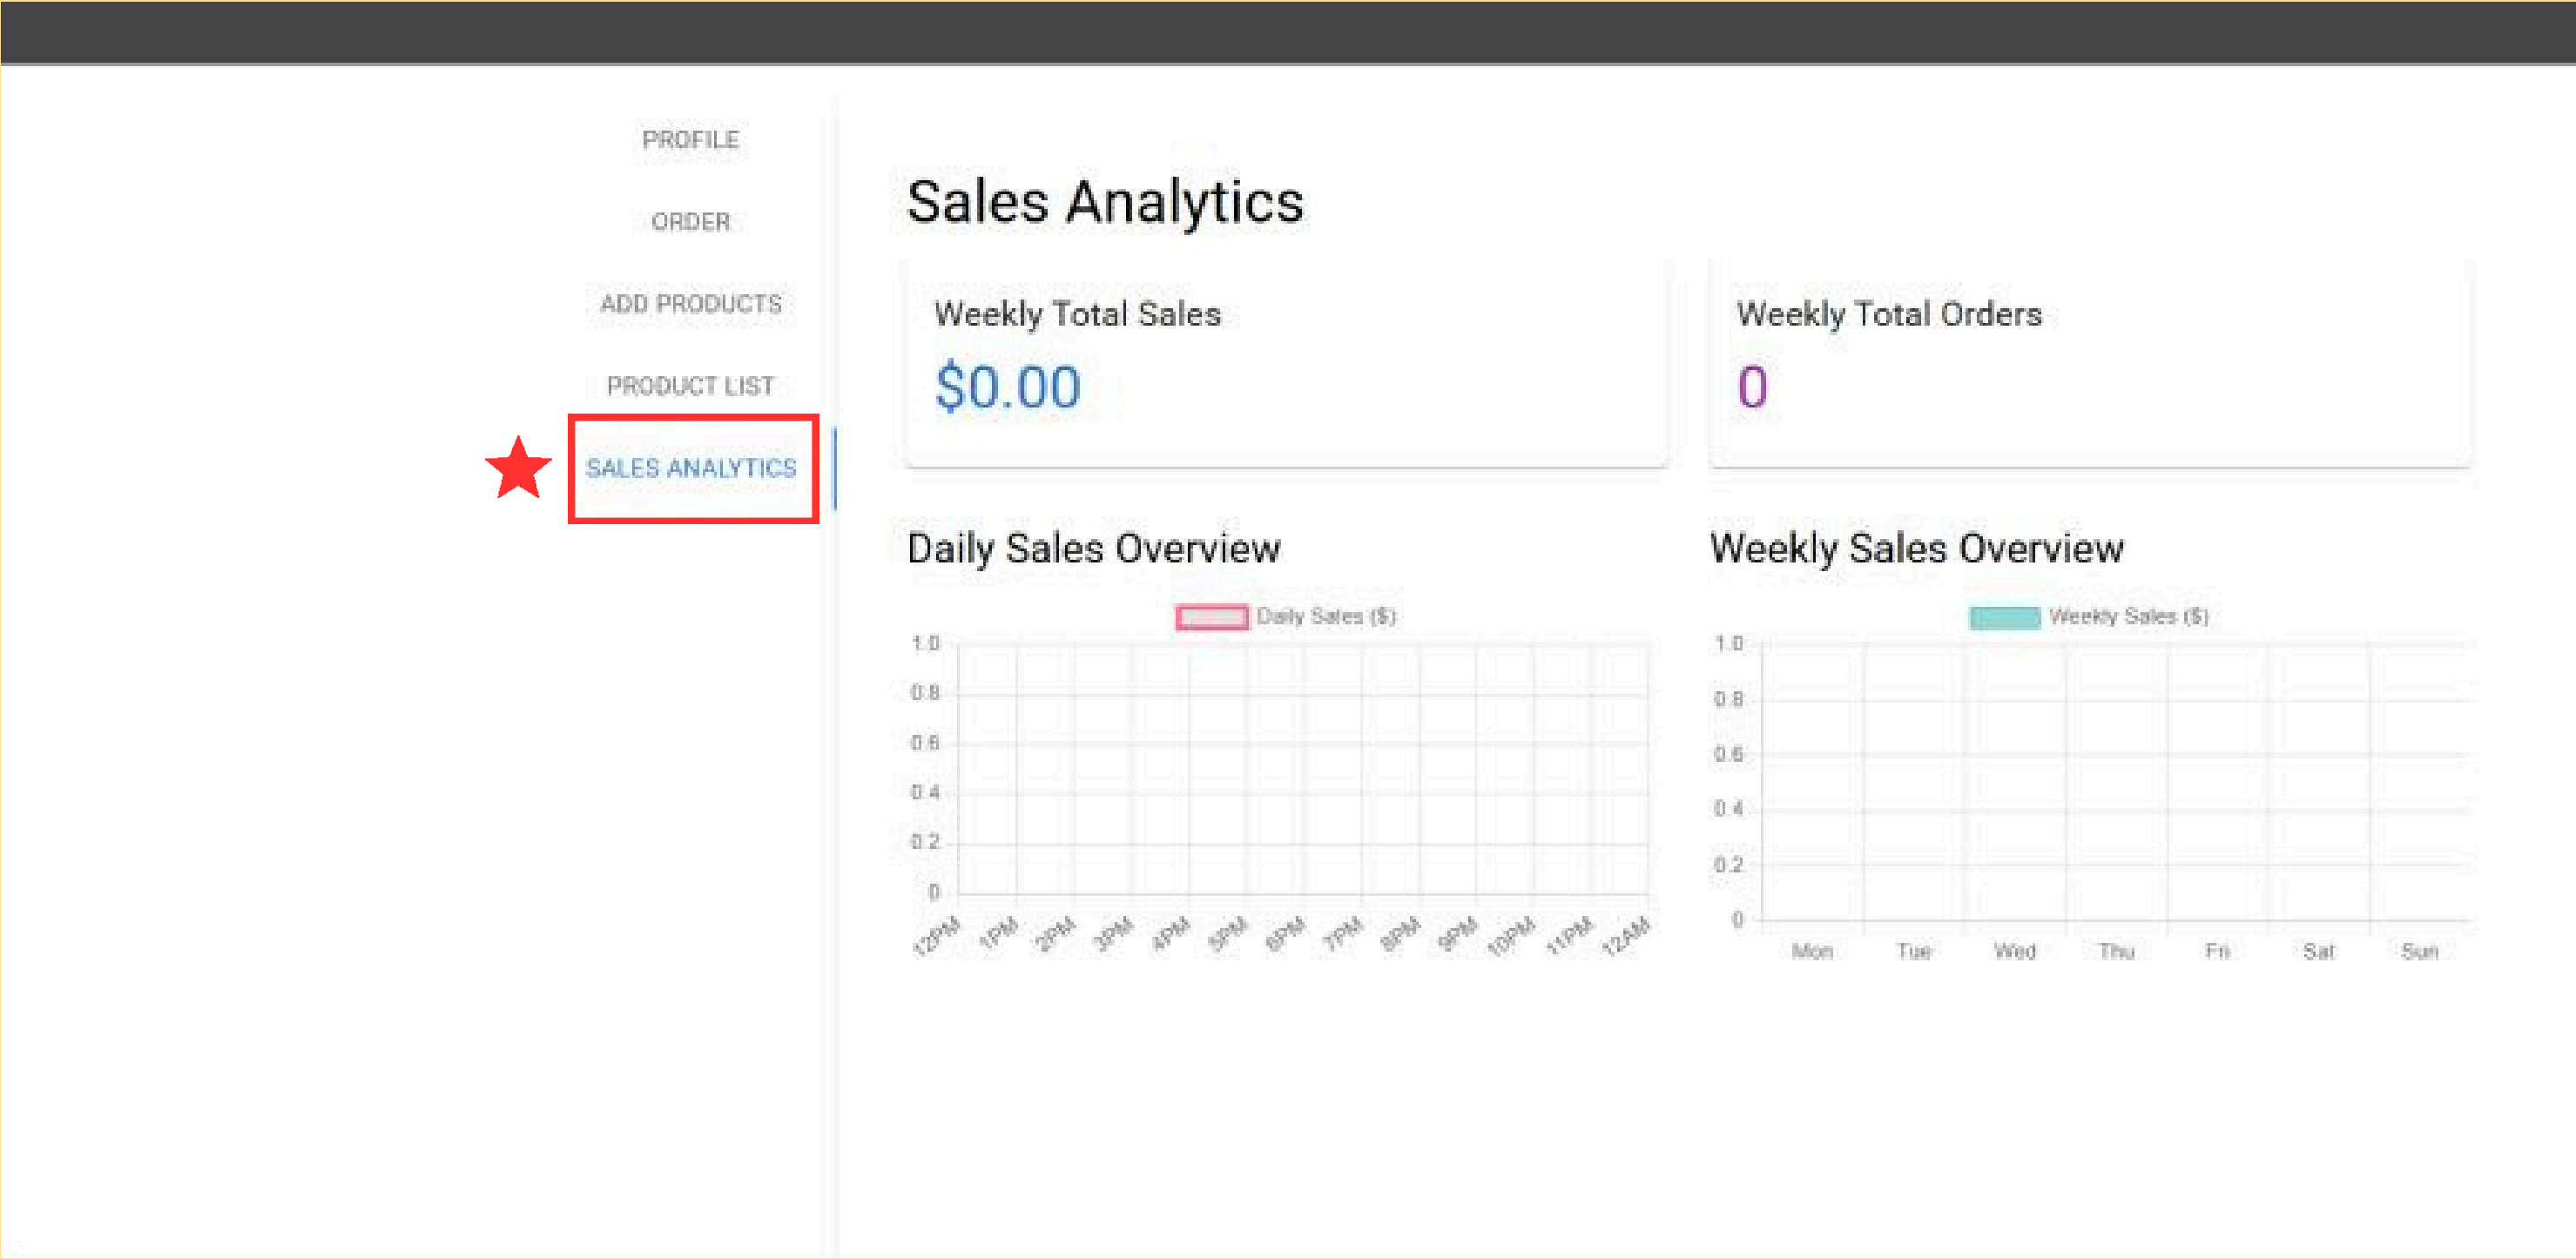 PROFILE
ORDER
ADD PRODUCTS
PRODUCT LIST
SALES ANALYTICS
Sales Analytics
Weekly Total Sales
$0.00
Weekly Total Orders
0
Daily Sales Overview
Daily Sales ($)
1.0
0.8
0.6
0.4
0.2
0
12PM 1PM 2PM 3PM 4PM 5PM 6PM 7PM 8PM 9PM 10PM 11PM 12AM
Weekly Sales Overview
Weekly Sales ($)
1.0
0.8
0.6
0.4
0.2
0
Mon Tue Wed Thu Fri Sat Sun